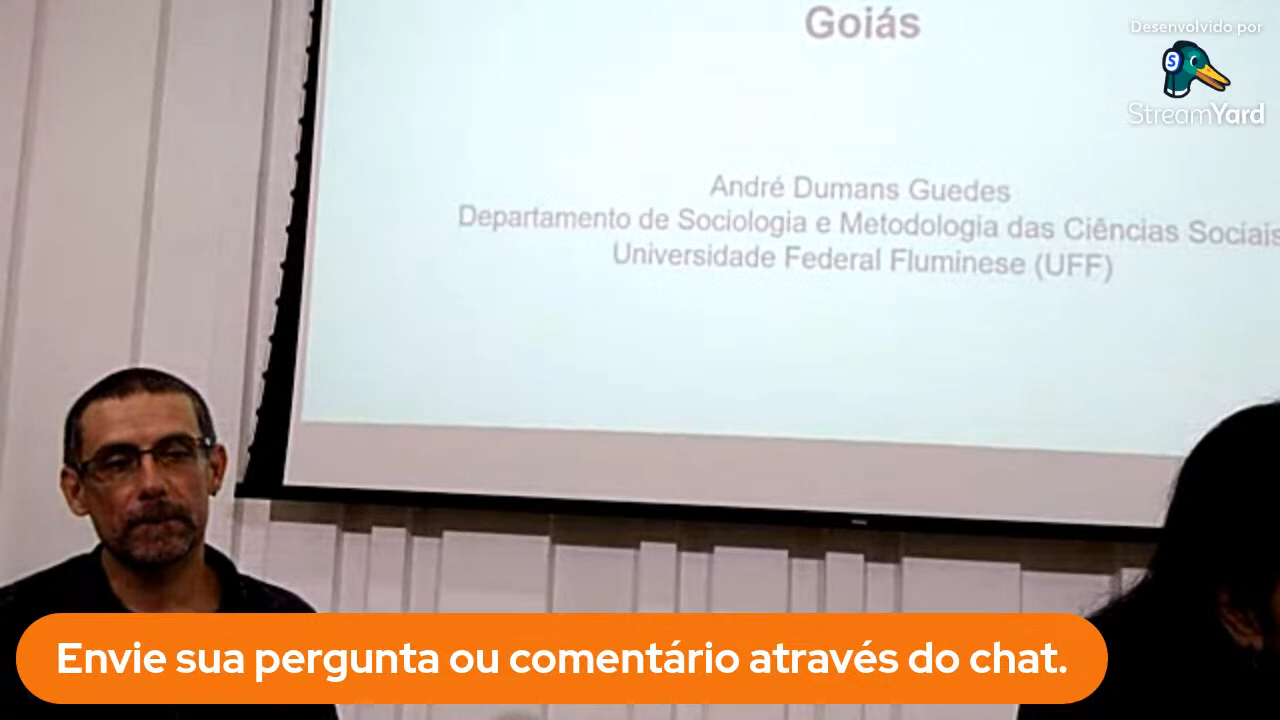 Goiás
Desenvolvido por
S
StreamYard
André Dumans Guedes
Departamento de Sociologia e Metodologia das Ciências Sociais
Universidade Federal Fluminese (UFF)
Envie sua pergunta ou comentário através do chat.